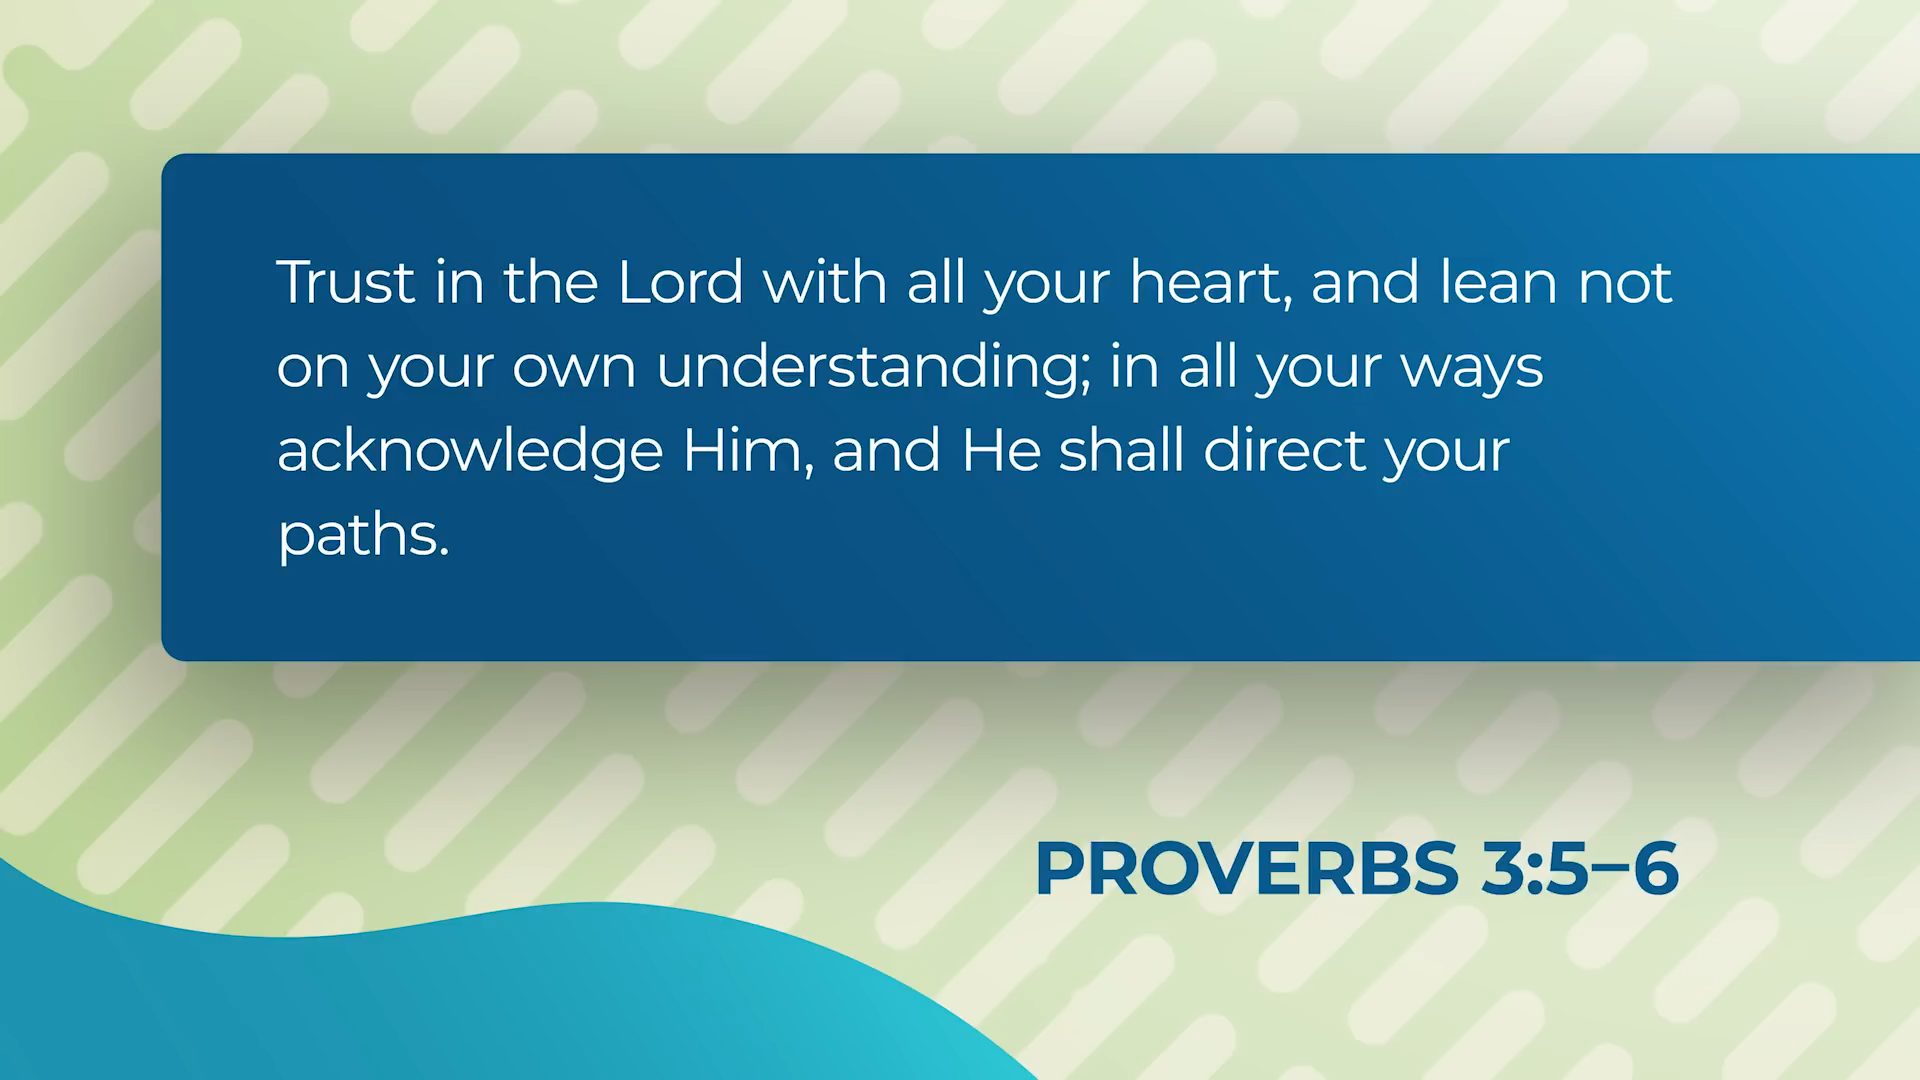 Trust in the Lord with all your heart, and lean not
on your own understanding; in all your ways
acknowledge Him, and He shall direct your
paths.
PROVERBS 3:5–6